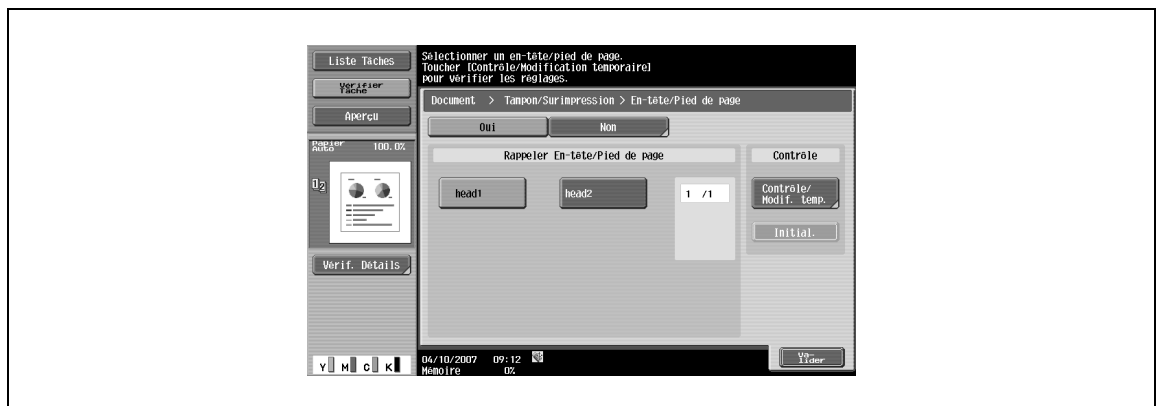 Liste Tâches
Vérifier
Tâche
Aperçu
Papier
Auto 100.0%
Vérif. Détails
Y M C K
Sélectionner un en-tête/pied de page.
Toucher [Contrôle/Modification temporaire]
pour vérifier les réglages.
Document > Tampon/Surimpression > En-tête/Pied de page
Oui Non
Rappeler En-tête/Pied de page
head1 head2 1 /1
Contrôle
Contrôle/
Modif. temp.
Initial.
04/10/2007 09:12
Mémoire 0%
Va-
lider